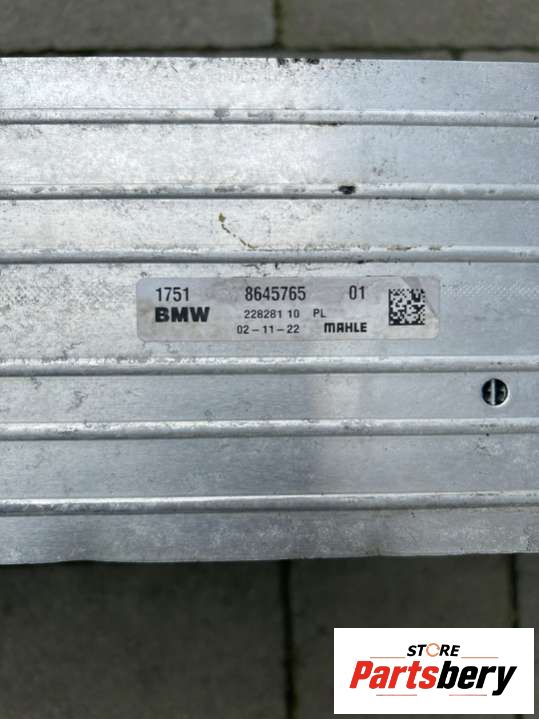 1751 8645765 01
BMW 228281 10 PL
02-11-22 MAHLE
STORE
Partsbery